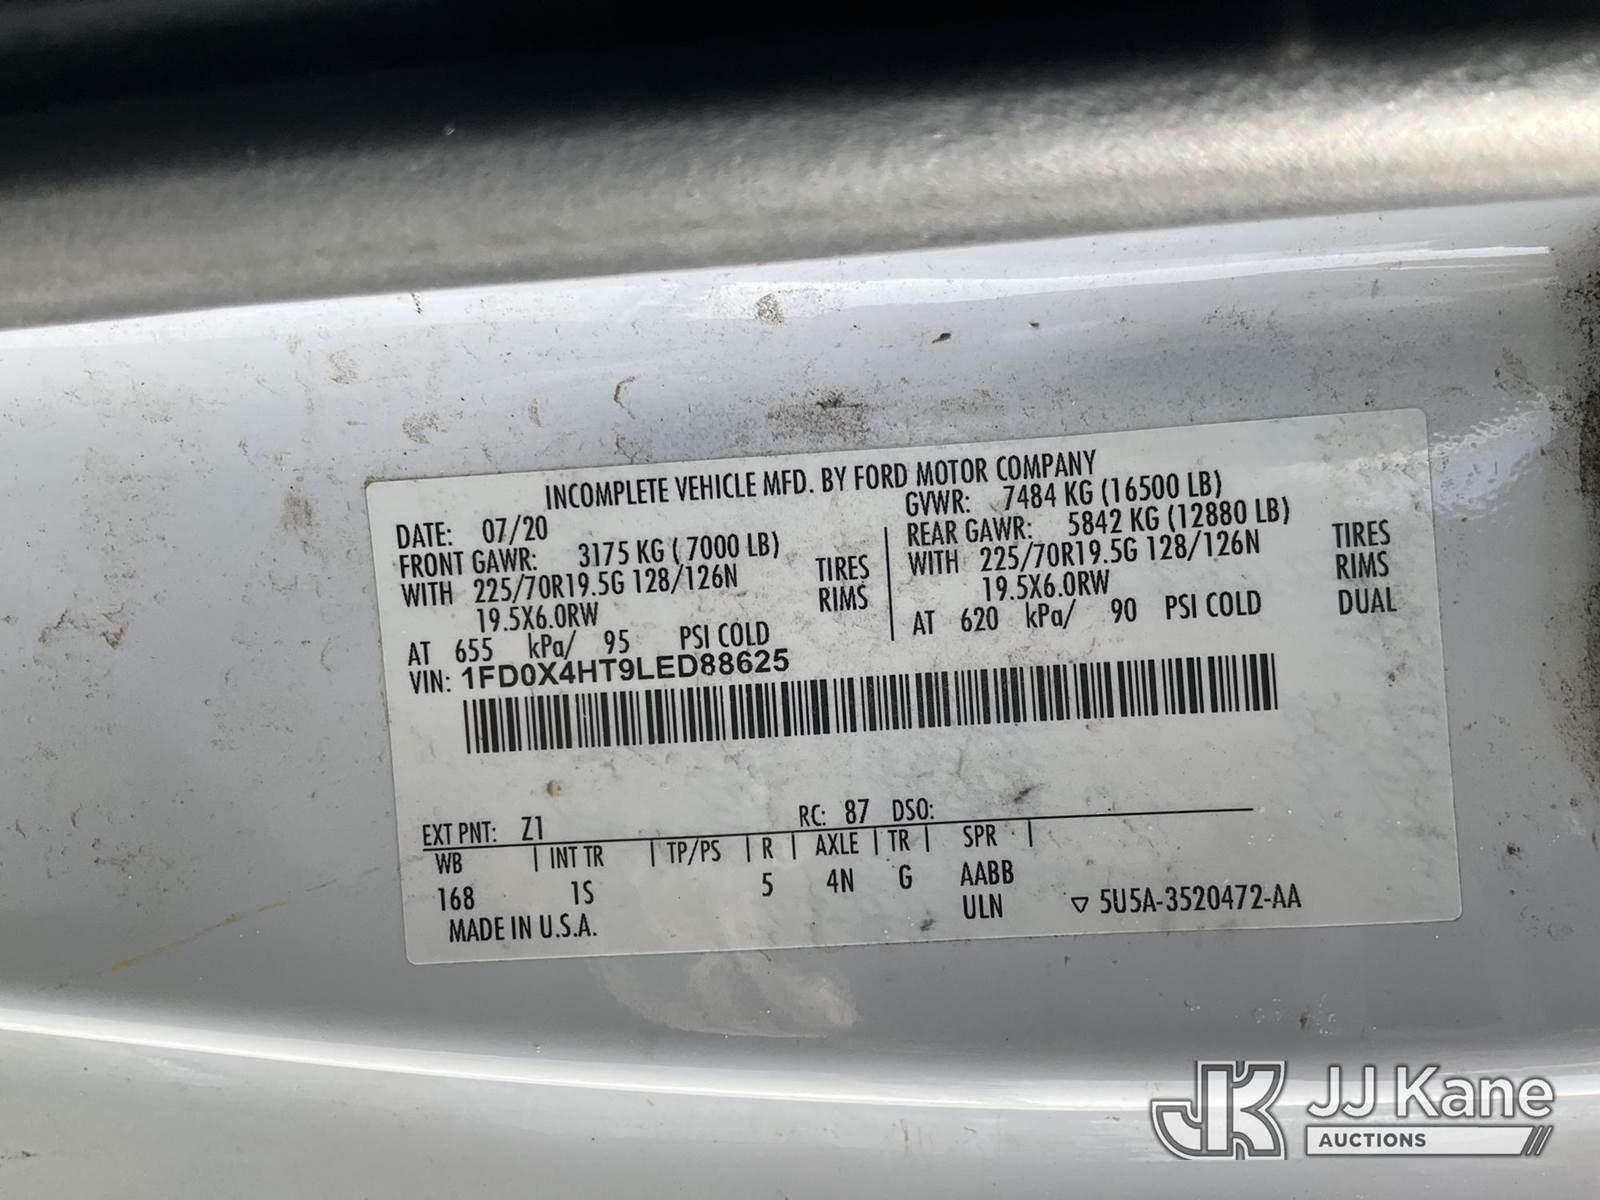 INCOMPLETE VEHICLE MFD. BY FORD MOTOR COMPANY
DATE: 07/20 GVWR: 7484 KG (16500 LB)
FRONT GAWR: 3175 KG ( 7000 LB) REAR GAWR: 5842 KG (12880 LB)
WITH 225/70R19.5G 128/126N TIRES WITH 225/70R19.5G 128/126N TIRES
19.5X6.0RW RIMS 19.5X6.0RW RIMS
AT 655 kPa/ 95 PSI COLD AT 620 kPa/ 90 PSI COLD DUAL
VIN: 1FD0X4HT9LED88625
EXT PNT: Z1 RC: 87 DSO:
WB | INT TR | TP/PS | R | AXLE | TR | SPR |
168 1S 5 4N G AABB
MADE IN U.S.A. ULN ▽ 5U5A-3520472-AA
JK JJ Kane
AUCTIONS